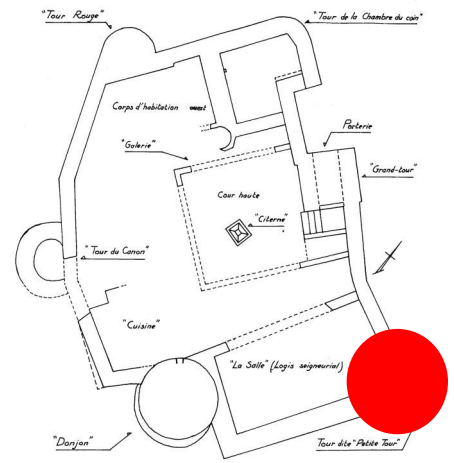 "Tour Rouge"
"Tour de la Chambre du coin"
Corps d'habitation ouest
Porterie
"Galerie"
"Grand-tour"
Cour haute
"Citerne"
"Tour du Canon"
"Cuisine"
"La Salle" (Logis seigneurial)
"Donjon"
Tour dite "Petite Tour"